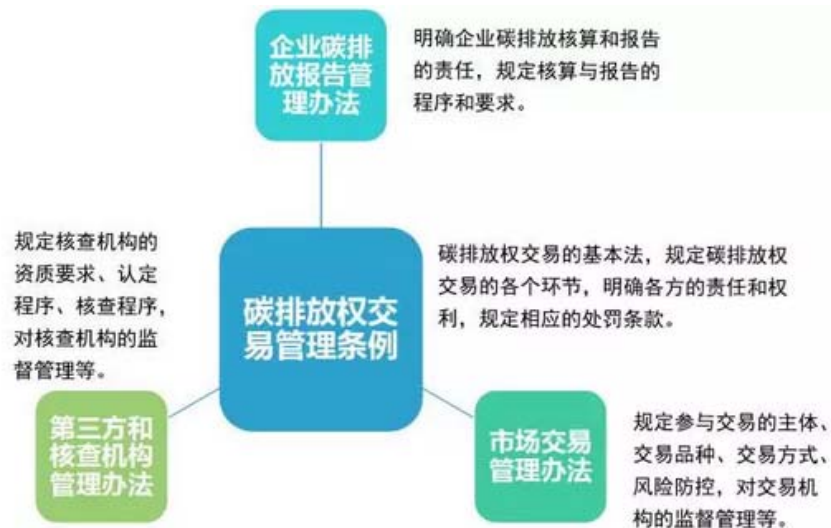 企业碳排
放报告管
理办法
明确企业碳排放核算和报告
的责任，规定核算与报告的
程序和要求。
规定核查机构的
资质要求、认定
程序、核查程序，
对核查机构的监
督管理等。
碳排放权交
易管理条例
碳排放权交易的基本法，规定碳排放权
交易的各个环节，明确各方的责任和权
利，规定相应的处罚条款。
第三方和
核查机构
管理办法
市场交易
管理办法
规定参与交易的主体、
交易品种、交易方式、
风险防控，对交易机
构的监督管理等。